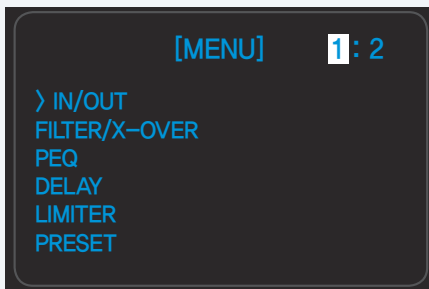 [MENU] 1 : 2
〉IN/OUT
FILTER/X-OVER
PEQ
DELAY
LIMITER
PRESET